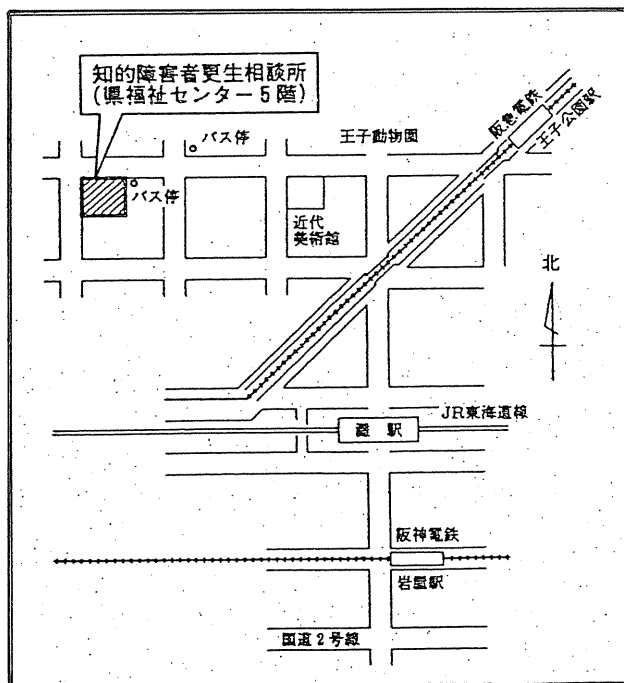 知的障害者更生相談所
(県福祉センター5階)
バス停
王子動物園
阪急電鉄
王子公園駅
バス停
近代
美術館
北
JR東海道線
灘駅
阪神電鉄
岩屋駅
国道2号線